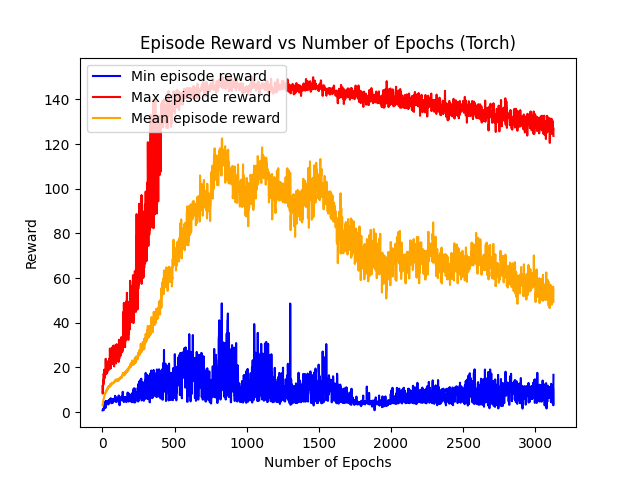 Episode Reward vs Number of Epochs (Torch)
Min episode reward
Max episode reward
Mean episode reward
Reward
140
120
100
80
60
40
20
0
0 500 1000 1500 2000 2500 3000
Number of Epochs